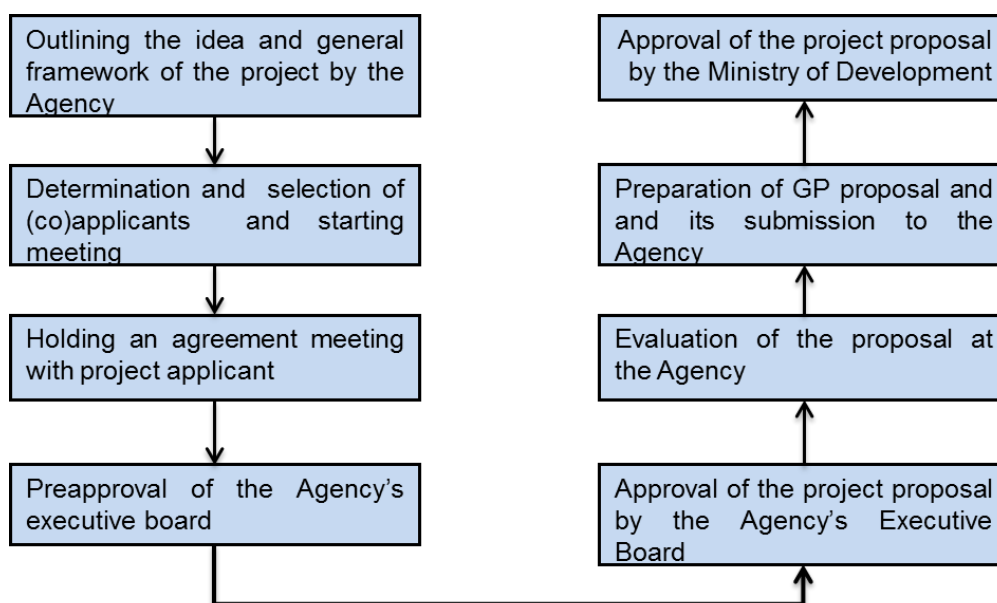 Outlining the idea and general
framework of the project by the
Agency
Determination and selection of
(co)applicants and starting
meeting
Holding an agreement meeting
with project applicant
Preapproval of the Agency’s
executive board
Approval of the project proposal
by the Ministry of Development
Preparation of GP proposal and
and its submission to the
Agency
Evaluation of the proposal at
the Agency
Approval of the project proposal
by the Agency’s Executive
Board